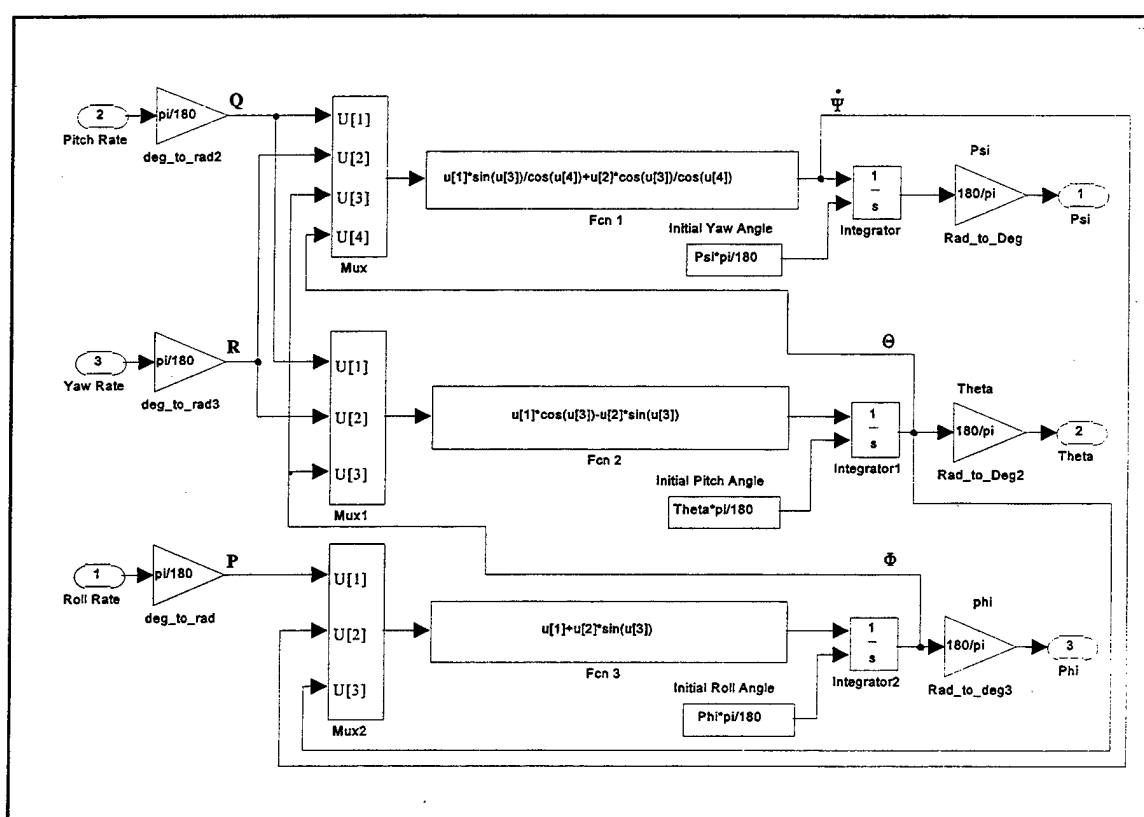 Ψ̇
2
Pitch Rate
pi/180
deg_to_rad2
Q
U[1]
U[2]
U[3]
U[4]
Mux
u[1]*sin(u[3])/cos(u[4])+u[2]*cos(u[3])/cos(u[4])
Fcn 1
Initial Yaw Angle
Psi*pi/180
1
s
Integrator
Psi
180/pi
Rad_to_Deg
1
Psi
3
Yaw Rate
pi/180
deg_to_rad3
R
U[1]
U[2]
U[3]
Mux1
u[1]*cos(u[3])-u[2]*sin(u[3])
Fcn 2
Initial Pitch Angle
Theta*pi/180
Θ
1
s
Integrator1
Theta
180/pi
Rad_to_Deg2
2
Theta
1
Roll Rate
pi/180
deg_to_rad
P
U[1]
U[2]
U[3]
Mux2
u[1]+u[2]*sin(u[3])
Fcn 3
Initial Roll Angle
Phi*pi/180
Φ
1
s
Integrator2
phi
180/pi
Rad_to_deg3
3
Phi